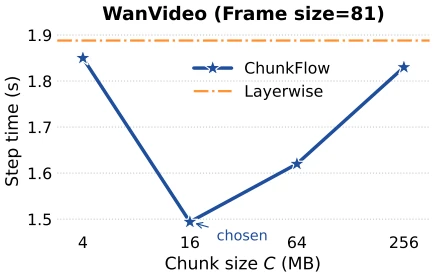 WanVideo (Frame size=81)
1.9
1.8
1.7
1.6
1.5
Step time (s)
ChunkFlow
Layerwise
chosen
4 16 64 256
Chunk size C (MB)